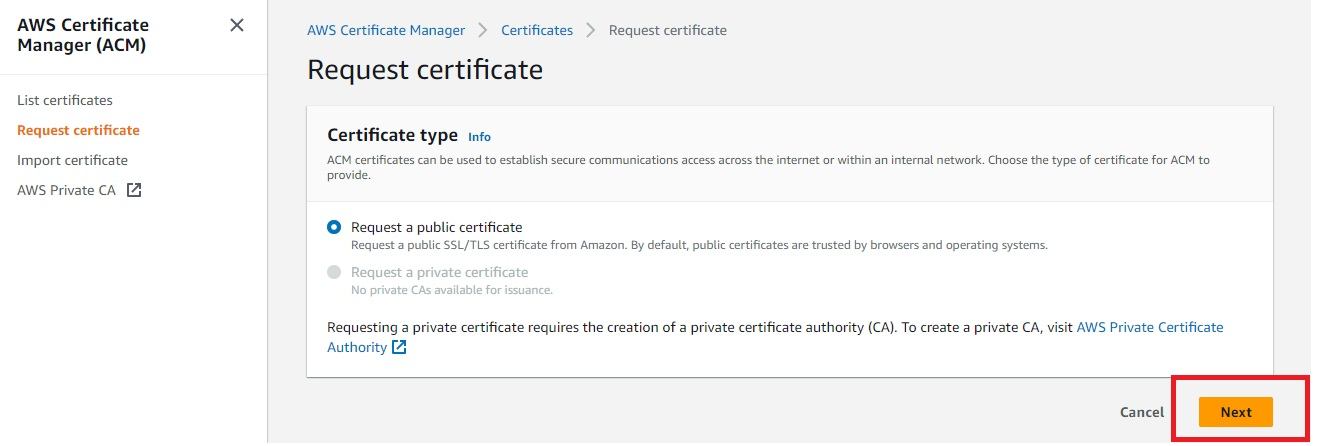 AWS Certificate
Manager (ACM)
List certificates
Request certificate
Import certificate
AWS Private CA
AWS Certificate Manager > Certificates > Request certificate
Request certificate
Certificate type Info
ACM certificates can be used to establish secure communications access across the internet or within an internal network. Choose the type of certificate for ACM to
provide.
Request a public certificate
Request a public SSL/TLS certificate from Amazon. By default, public certificates are trusted by browsers and operating systems.
Request a private certificate
No private CAs available for issuance.
Requesting a private certificate requires the creation of a private certificate authority (CA). To create a private CA, visit AWS Private Certificate
Authority
Cancel Next